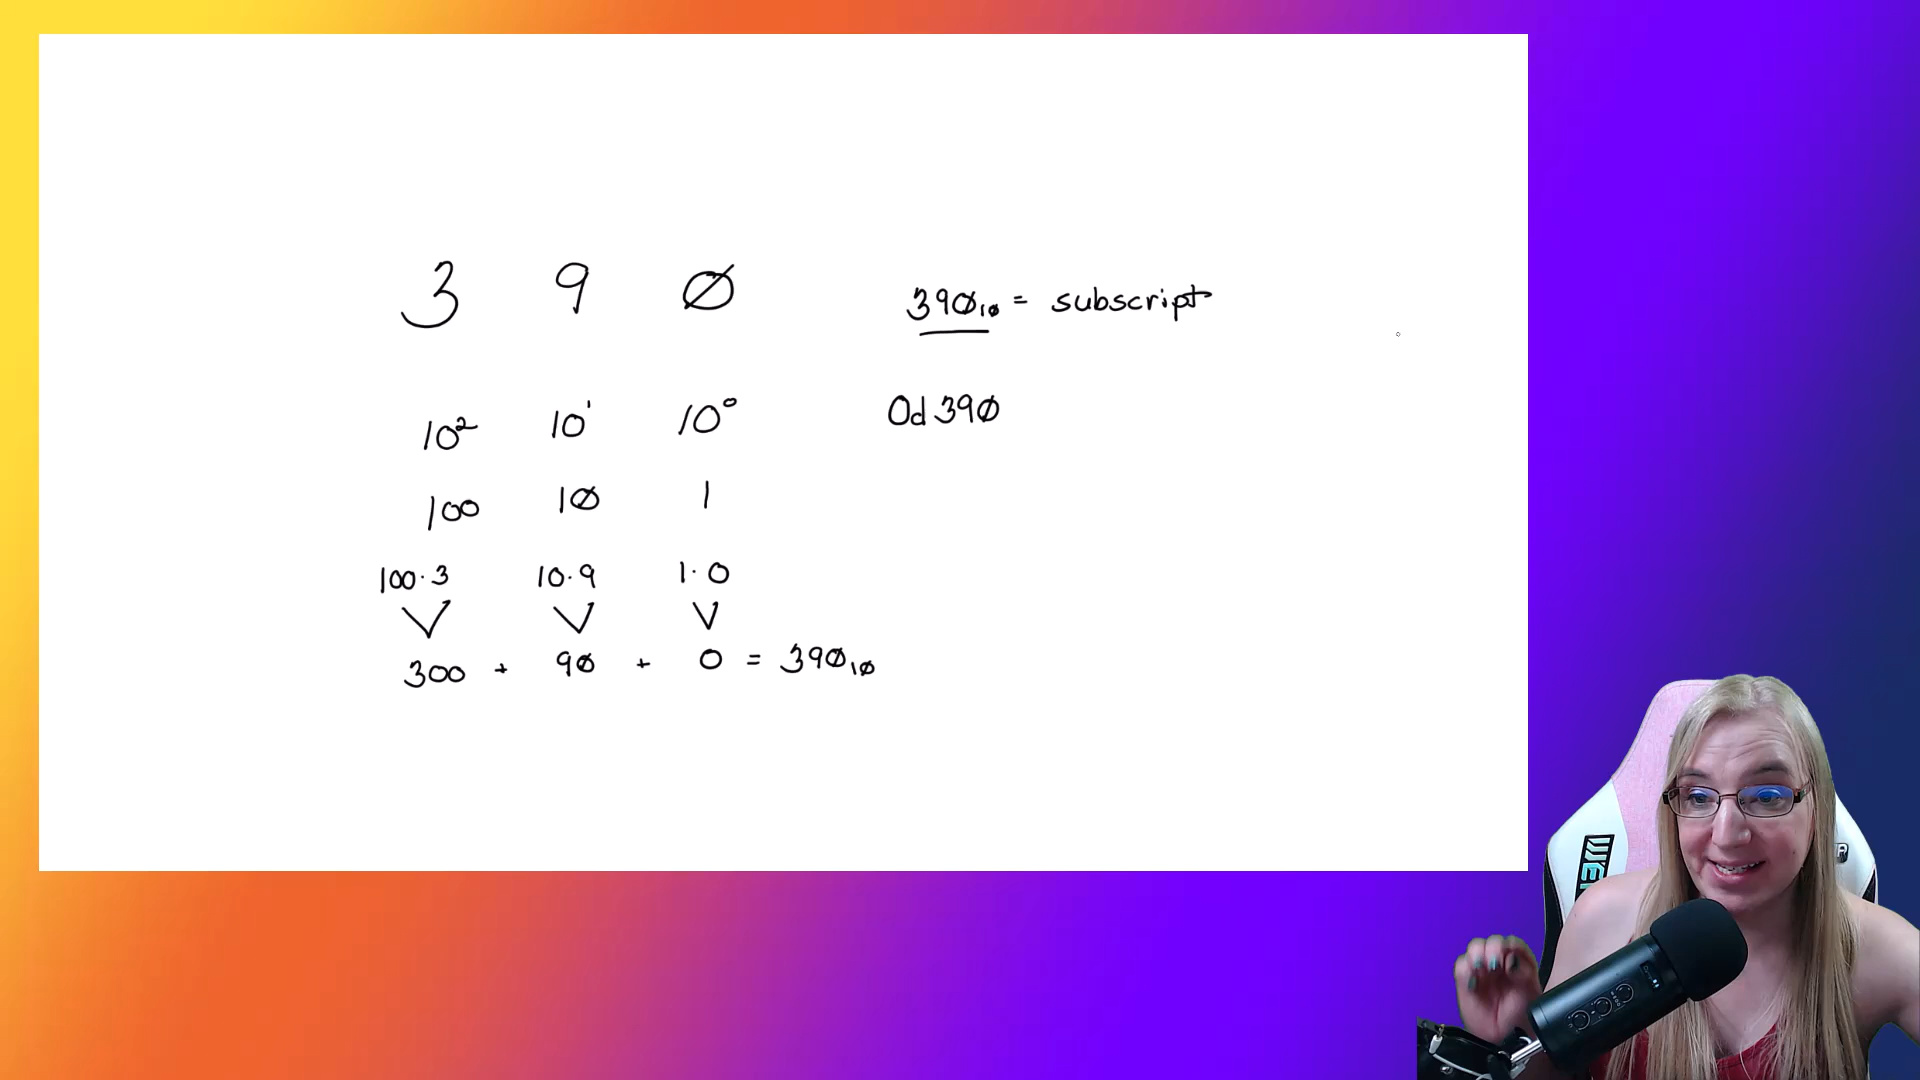 3 9 0
390₁₀ = subscript
10² 10¹ 10⁰
0d390
100 10 1
100·3 10·9 1·0
300 + 90 + 0 = 390₁₀